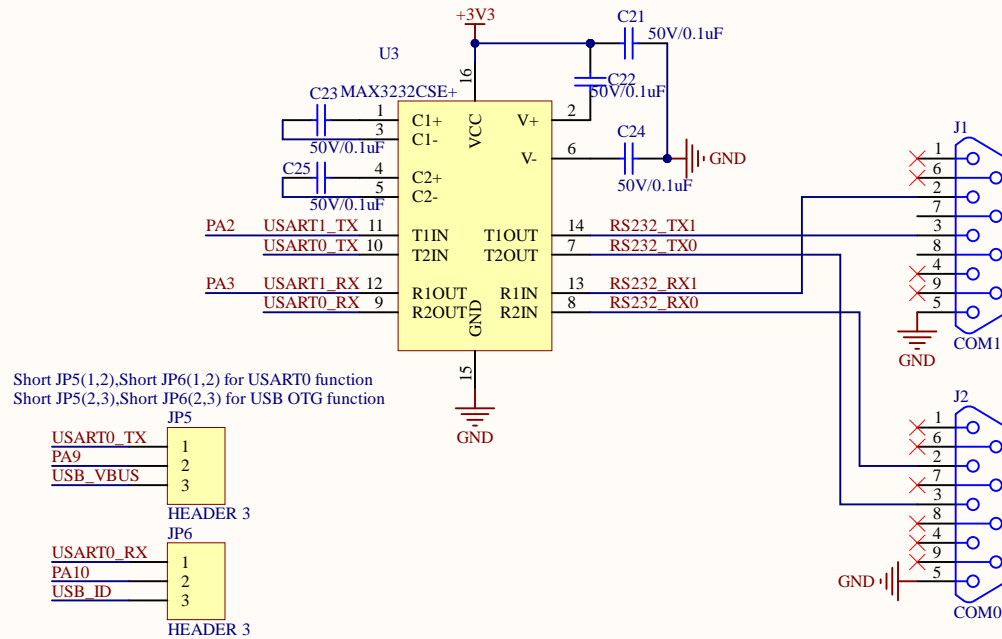 +3V3
C21
50V/0.1uF
U3
16
C22
50V/0.1uF
C23
MAX3232CSE+
1
C1+
VCC
V+
2
3
C1-
50V/0.1uF
C24
J1
V-
6
GND
1
C25
4
C2+
6
5
C2-
50V/0.1uF
50V/0.1uF
2
7
PA2
USART1_TX
11
T1IN
T1OUT
14
RS232_TX1
3
USART0_TX
10
T2IN
T2OUT
7
RS232_TX0
8
4
PA3
USART1_RX
12
R1OUT
R1IN
13
RS232_RX1
9
USART0_RX
9
R2OUT
GND
R2IN
8
RS232_RX0
5
COM1
GND
15
Short JP5(1,2),Short JP6(1,2) for USART0 function
Short JP5(2,3),Short JP6(2,3) for USB OTG function
J2
JP5
GND
1
USART0_TX
1
6
PA9
2
2
USB_VBUS
3
7
HEADER 3
3
JP6
8
USART0_RX
1
4
PA10
2
9
USB_ID
3
GND
5
HEADER 3
COM0